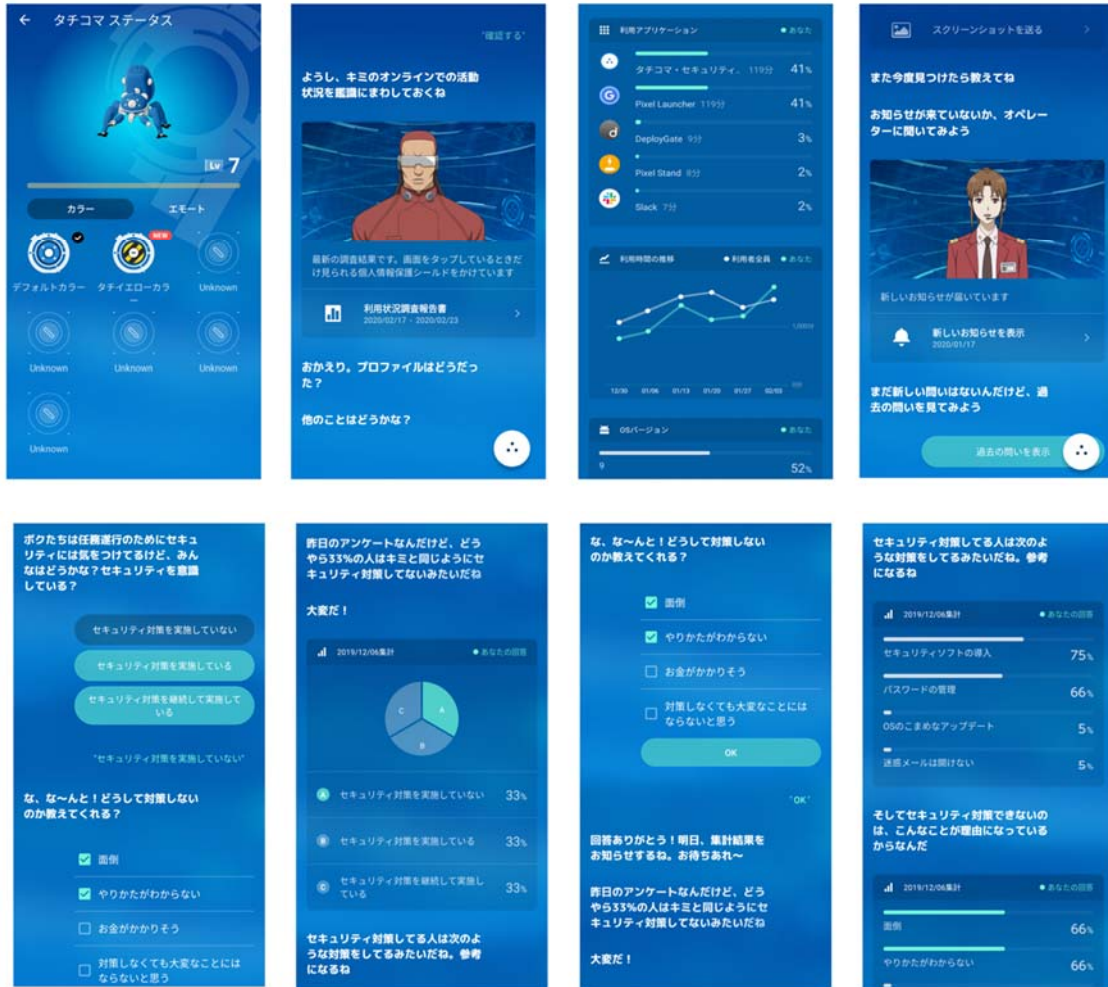 タチコマ ステータス
Lv 7
カラー
エモート
NEW
デフォルトカラー
タチイエローカラ
ー
Unknown
Unknown
Unknown
Unknown
Unknown
"確認する"
ようし、キミのオンラインでの活動
状況を鑑識にまわしておくね
最新の調査結果です。画面をタップしているときだ
け見られる個人情報保護シールドをかけています
利用状況調査報告書
2020/02/17 - 2020/02/23
おかえり。プロファイルはどうだっ
た？
他のことはどうかな？
利用アプリケーション
あなた
タチコマ・セキュリティ. 119分 41%
Pixel Launcher 119分 41%
DeployGate 9分 3%
Pixel Stand 8分 2%
Slack 7分 2%
利用時間の推移
利用者全員
あなた
12/30 01/06 01/13 01/20 01/27 02/03
OSバージョン
あなた
9 52%
スクリーンショットを送る
また今度見つけたら教えてね
お知らせが来ていないか、オペレー
ターに聞いてみよう
新しいお知らせが届いています
新しいお知らせを表示
2020/01/17
まだ新しい問いはないんだけど、過
去の問いを見てみよう
過去の問いを表示
ボクたちは任務遂行のためにセキュ
リティには気をつけてるけど、みん
なはどうかな？セキュリティを意識
している？
セキュリティ対策を実施していない
セキュリティ対策を実施している
セキュリティ対策を継続して実施して
いる
"セキュリティ対策を実施していない"
な、な〜んと！どうして対策しない
のか教えてくれる？
面倒
やりかたがわからない
お金がかかりそう
対策しなくても大変なことには
ならないと思う
昨日のアンケートなんだけど、どう
やら33%の人はキミと同じようにセ
キュリティ対策してないみたいだね
大変だ！
2019/12/06集計
あなたの回答
C
A
B
A セキュリティ対策を実施していない 33%
B セキュリティ対策を実施している 33%
C セキュリティ対策を継続して実施し
ている 33%
セキュリティ対策してる人は次のよ
うな対策をしてるみたいだね。参考
になるね
な、な〜んと！どうして対策しない
のか教えてくれる？
面倒
やりかたがわからない
お金がかかりそう
対策しなくても大変なことには
ならないと思う
OK
"OK"
回答ありがとう！明日、集計結果を
お知らせするね。お待ちあれ〜
昨日のアンケートなんだけど、どう
やら33%の人はキミと同じようにセ
キュリティ対策してないみたいだね
大変だ！
セキュリティ対策してる人は次のよ
うな対策をしてるみたいだね。参考
になるね
2019/12/06集計
あなたの回答
セキュリティソフトの導入 75%
パスワードの管理 66%
OSのこまめなアップデート 5%
迷惑メールは開けない 5%
そしてセキュリティ対策できないの
は、こんなことが理由になっている
からなんだ
2019/12/06集計
あなたの回答
面倒 66%
やりかたがわからない 66%